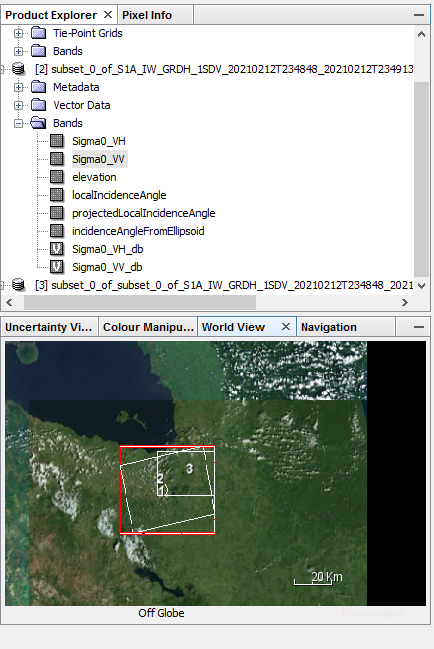 Product Explorer × Pixel Info
Tie-Point Grids
Bands
[2] subset_0_of_S1A_IW_GRDH_1SDV_20210212T234848_20210212T234913
Metadata
Vector Data
Bands
Sigma0_VH
Sigma0_VV
elevation
localIncidenceAngle
projectedLocalIncidenceAngle
incidenceAngleFromEllipsoid
Sigma0_VH_db
Sigma0_VV_db
[3] subset_0_of_subset_0_of_S1A_IW_GRDH_1SDV_20210212T234848_2021
Uncertainty Vi... Colour Manipu... World View × Navigation
3
2
1
20 Km
Off Globe
Downloading